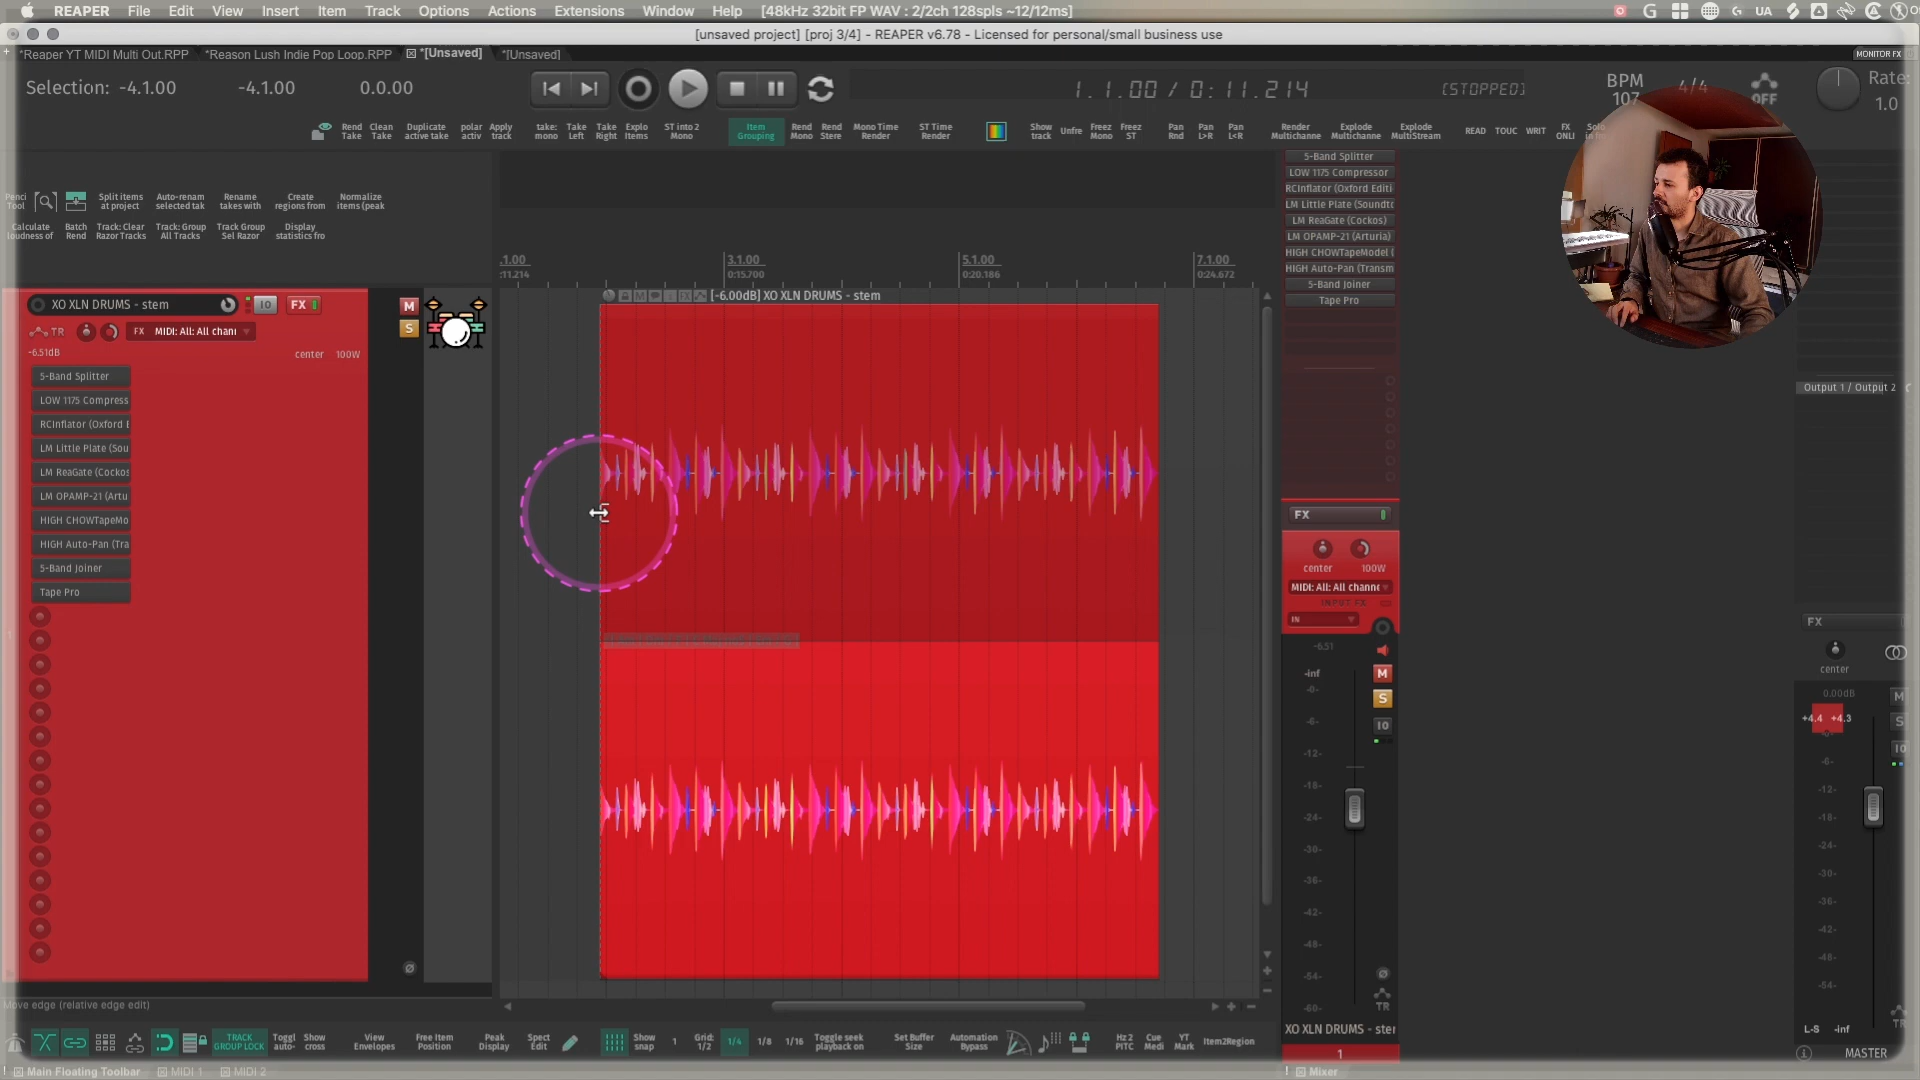 REAPER File Edit View Insert Item Track Options Actions Extensions Window Help [48kHz 32bit FP WAV : 2/2ch 128spls ~12/12ms]
UA
[unsaved project] [proj 3/4] - REAPER v6.78 - Licensed for personal/small business use
*Reaper YT MIDI Multi Out.RPP *Reason Lush Indie Pop Loop.RPP *[Unsaved] *[Unsaved]
MONITOR FX
Selection: -4.1.00 -4.1.00 0.0.00
1.1.00 / 0:11.214 [STOPPED]
BPM
107
4/4
OFF
Rate:
1.0
Rend Take
Clean Take
Duplicate active take
polar activ
Apply track
take: mono
Take Left
Take Right
Explo Items
ST into 2 Mono
Item Grouping
Rend Mono
Rend Stere
Mono Time Render
ST Time Render
Show track
Unfre
Freez Mono
Freez ST
Pan Rnd
Pan L>R
Pan L<R
Render Multichanne
Explode Multichanne
Explode MultiStream
READ
TOUC
WRIT
FX ONLI
Penci Tool
Split items at project
Auto-renam selected tak
Rename takes with
Create regions from
Normalize items (peak
Calculate oudness of
Batch Rend
Track: Clear Razor Tracks
Track: Group All Tracks
Track Group Sel Razor
Display statistics fro
.1.00
:11.214
3.1.00
0:15.700
5.1.00
0:20.186
7.1.00
0:24.672
XO XLN DRUMS - stem
IO
FX
M
S
TR
FX MIDI: All: All chann
-6.51dB
center 100W
5-Band Splitter
LOW 1175 Compress
RCInflator (Oxford E
LM Little Plate (Sou
LM ReaGate (Cockos
LM OPAMP-21 (Artu
HIGH CHOWTapeMo
HIGH Auto-Pan (Tra
5-Band Joiner
Tape Pro
[-6.00dB] XO XLN DRUMS - stem
5-Band Splitter
LOW 1175 Compressor
RCInflator (Oxford Editi
LM Little Plate (Soundto
LM ReaGate (Cockos)
LM OPAMP-21 (Arturia)
HIGH CHOWTapeModel (
HIGH Auto-Pan (Transm
5-Band Joiner
Tape Pro
FX
center 100W
MIDI: All: All channe
INPUT FX
IN
-6.51
-inf
M
S
IO
-0-
-6-
-12-
-18-
-24-
-30-
-36-
-42-
-48-
-54-
-60-
TR
XO XLN DRUMS - ster
1
Output 1 / Output 2
FX
center
0.00dB
M
+4.4 +4.3
S
IO
-6-
-12-
-18-
-24-
-30-
-36-
-42-
-48-
-54-
TR
L-S -inf
MASTER
Move edge (relative edge edit)
TRACK GROUP LOCK
Toggl auto-
Show cross
View Envelopes
Free Item Position
Peak Display
Spect Edit
Show snap
1
Grid: 1/2
1/4
1/8
1/16
Toggle seek playback on
Set Buffer Size
Automation Bypass
Hz 2 PITC
Cue Medi
YT Mark
Item2Region
! Main Floating Toolbar MIDI 1 MIDI 2
! Mixer